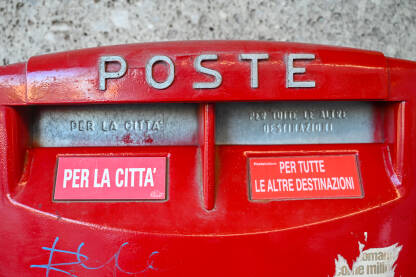 POSTE
PER LA CITTA'
PER TUTTE LE ALTRE
DESTINAZIONI
PER LA CITTA'
PER TUTTE
LE ALTRE DESTINAZIONI